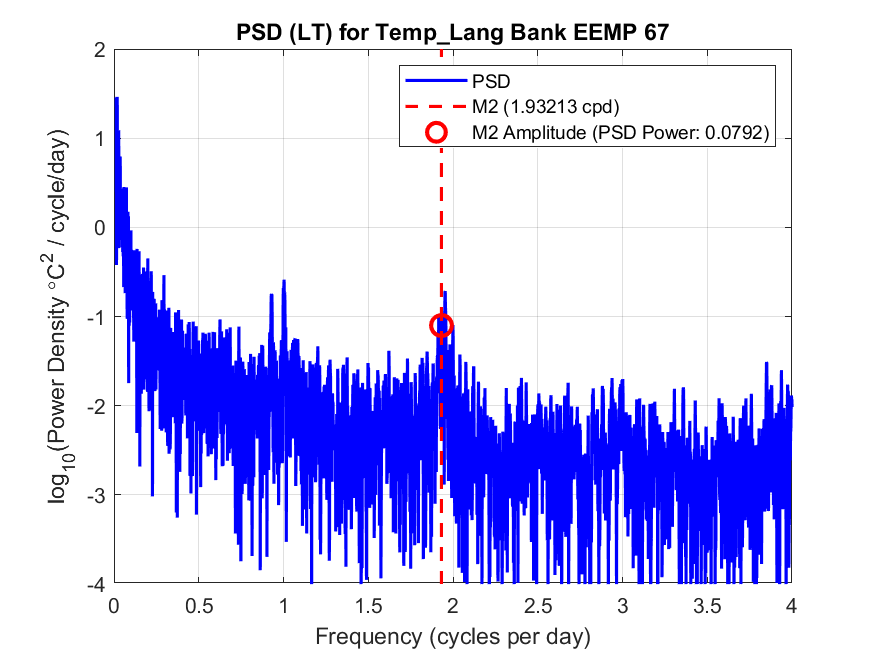 PSD (LT) for Temp_Lang Bank EEMP 67
PSD
M2 (1.93213 cpd)
M2 Amplitude (PSD Power: 0.0792)
log10(Power Density °C2 / cycle/day)
2
1
0
-1
-2
-3
-4
0 0.5 1 1.5 2 2.5 3 3.5 4
Frequency (cycles per day)